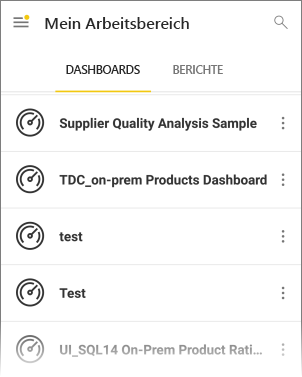 Mein Arbeitsbereich
DASHBOARDS BERICHTE
Supplier Quality Analysis Sample
TDC_on-prem Products Dashboard
test
Test
UI_SQL14 On-Prem Product Rati...